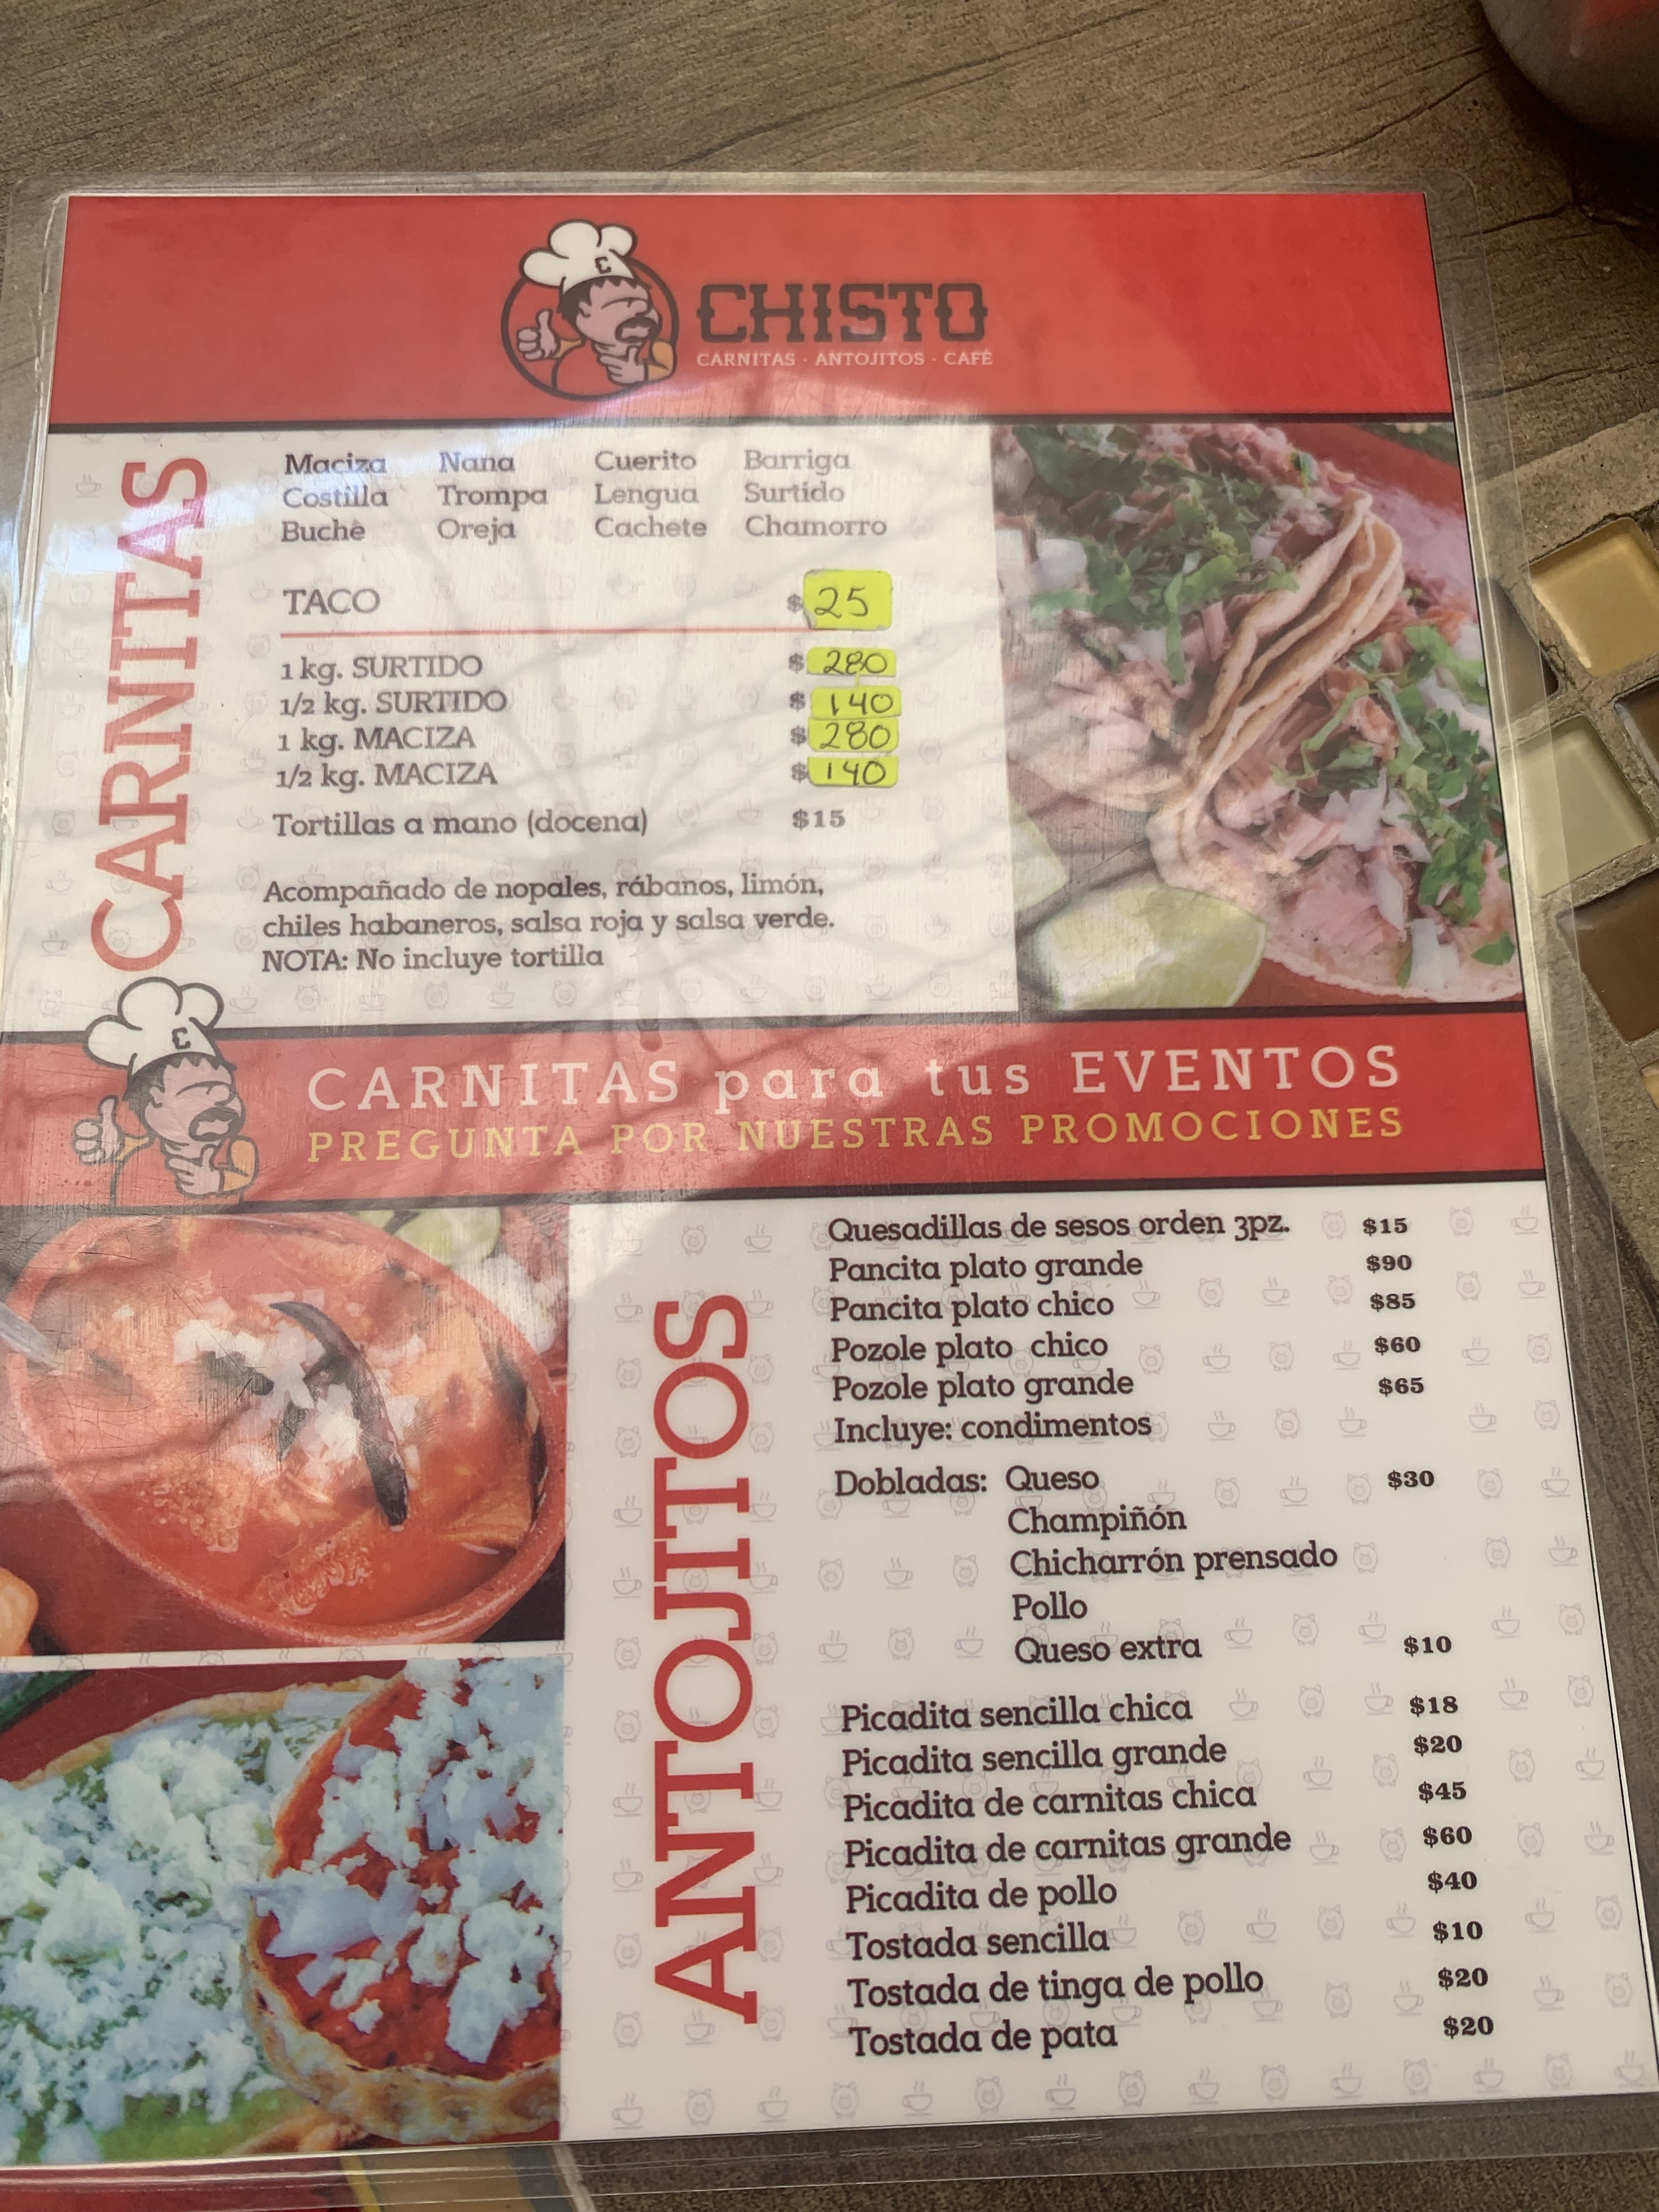 C
CHISTO
CARNITAS · ANTOJITOS · CAFÉ
CARNITAS
Maciza Nana Cuerito Barriga
Costilla Trompa Lengua Surtido
Buche Oreja Cachete Chamorro
TACO $ 25
1 kg. SURTIDO $ 280
1/2 kg. SURTIDO $ 140
1 kg. MACIZA $ 280
1/2 kg. MACIZA $ 140
Tortillas a mano (docena) $15
Acompañado de nopales, rábanos, limón,
chiles habaneros, salsa roja y salsa verde.
NOTA: No incluye tortilla
C
CARNITAS para tus EVENTOS
PREGUNTA POR NUESTRAS PROMOCIONES
ANTOJITOS
Quesadillas de sesos orden 3pz. $15
Pancita plato grande $90
Pancita plato chico $85
Pozole plato chico $60
Pozole plato grande $65
Incluye: condimentos
Dobladas: Queso $30
Champiñón
Chicharrón prensado
Pollo
Queso extra $10
Picadita sencilla chica $18
Picadita sencilla grande $20
Picadita de carnitas chica $45
Picadita de carnitas grande $60
Picadita de pollo $40
Tostada sencilla $10
Tostada de tinga de pollo $20
Tostada de pata $20